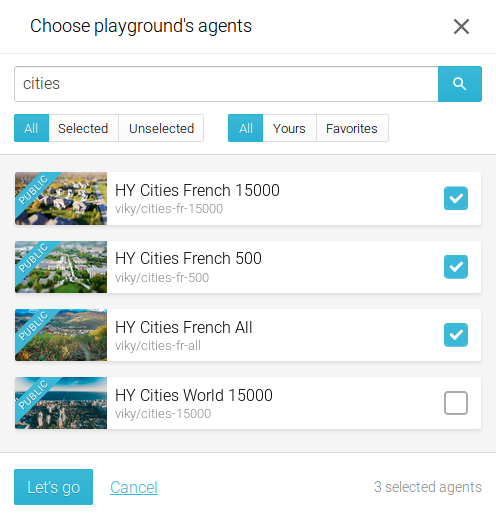 Choose playground's agents
cities
All Selected Unselected All Yours Favorites
PUBLIC
HY Cities French 15000
viky/cities-fr-15000
PUBLIC
HY Cities French 500
viky/cities-fr-500
PUBLIC
HY Cities French All
viky/cities-fr-all
PUBLIC
HY Cities World 15000
viky/cities-15000
Let's go Cancel 3 selected agents